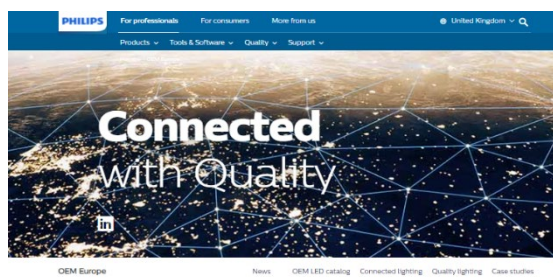 PHILIPS For professionals For consumers More from us United Kingdom
Products Tools & Software Quality Support
Connected
with Quality
in
OEM Europe News OEM LED catalog Connected lighting Quality lighting Case studies